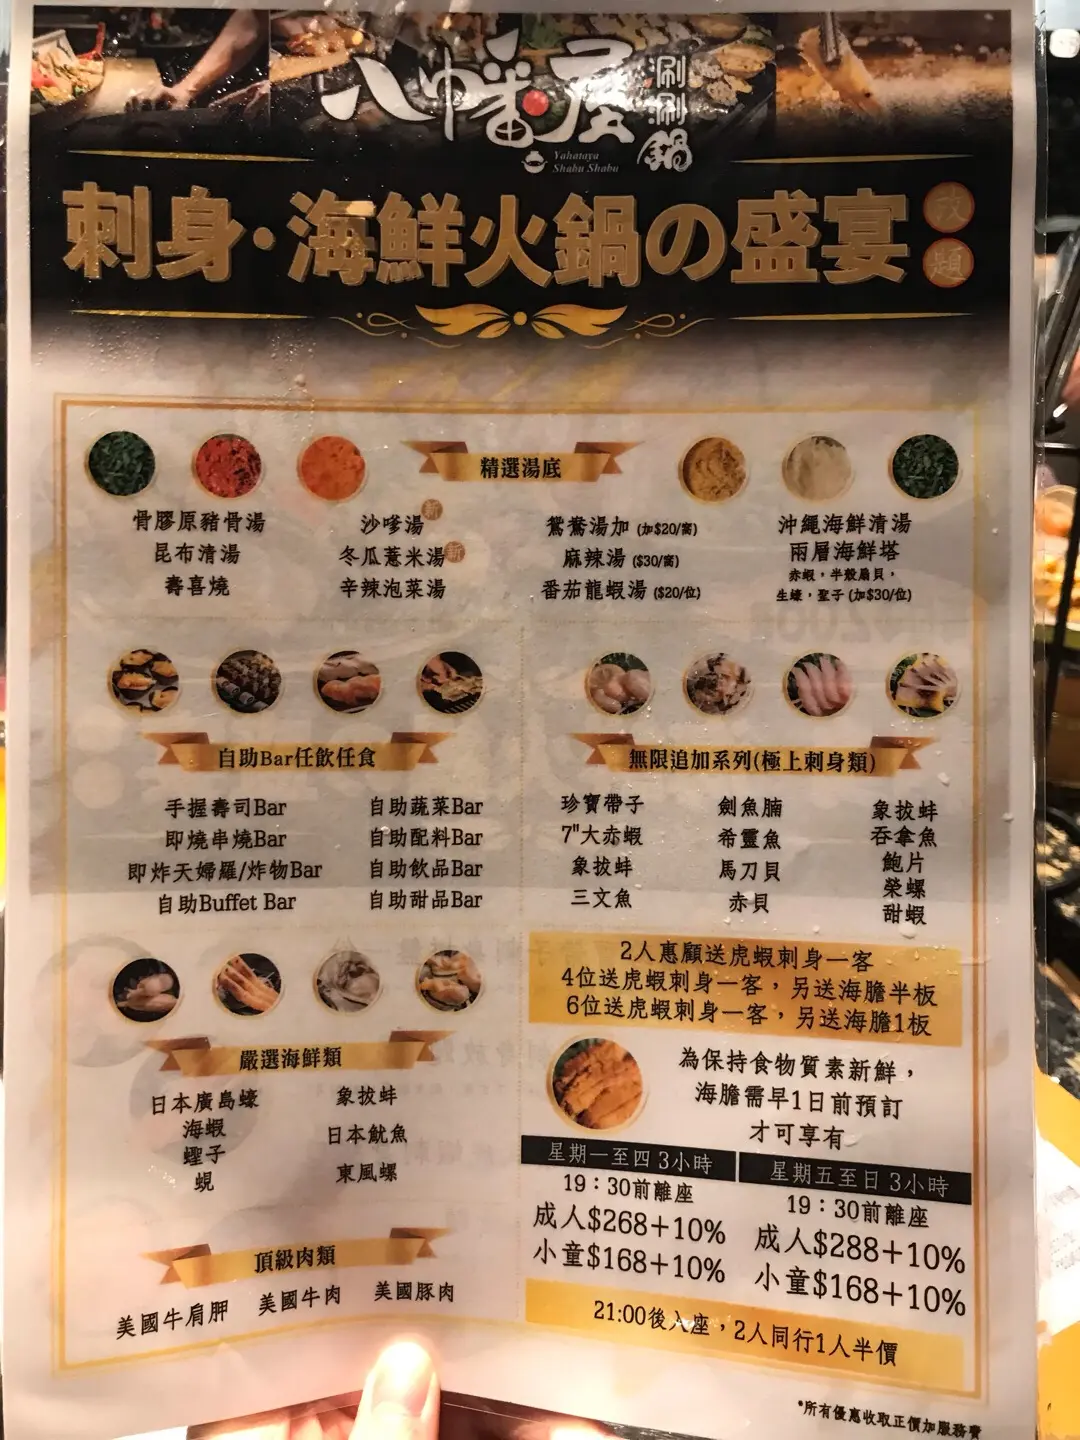 八幡屋
涮涮鍋
Yahataya
Shabu Shabu
刺身·海鮮火鍋の盛宴
放題
精選湯底
骨膠原豬骨湯
昆布清湯
壽喜燒
沙嗲湯 新
冬瓜薏米湯 新
辛辣泡菜湯
鴛鴦湯加 (加$20/窩)
麻辣湯 ($30/窩)
番茄龍蝦湯 ($20/位)
沖繩海鮮清湯
兩層海鮮塔
赤蝦,半殼扇貝,
生蠔,聖子 (加$30/位)
自助Bar任飲任食
手握壽司Bar
即燒串燒Bar
即炸天婦羅/炸物Bar
自助Buffet Bar
自助蔬菜Bar
自助配料Bar
自助飲品Bar
自助甜品Bar
無限追加系列(極上刺身類)
珍寶帶子
7"大赤蝦
象拔蚌
三文魚
劍魚腩
希靈魚
馬刀貝
赤貝
象拔蚌
吞拿魚
鮑片
榮螺
甜蝦
2人惠顧送虎蝦刺身一客
4位送虎蝦刺身一客,另送海膽半板
6位送虎蝦刺身一客,另送海膽1板
為保持食物質素新鮮,
海膽需早1日前預訂
才可享有
嚴選海鮮類
日本廣島蠔
海蝦
蟶子
蜆
象拔蚌
日本魷魚
東風螺
頂級肉類
美國牛肩胛
美國牛肉
美國豚肉
星期一至四 3小時
19:30前離座
成人$268+10%
小童$168+10%
星期五至日 3小時
19:30前離座
成人$288+10%
小童$168+10%
21:00後入座,2人同行1人半價
*所有優惠收取正價加服務費